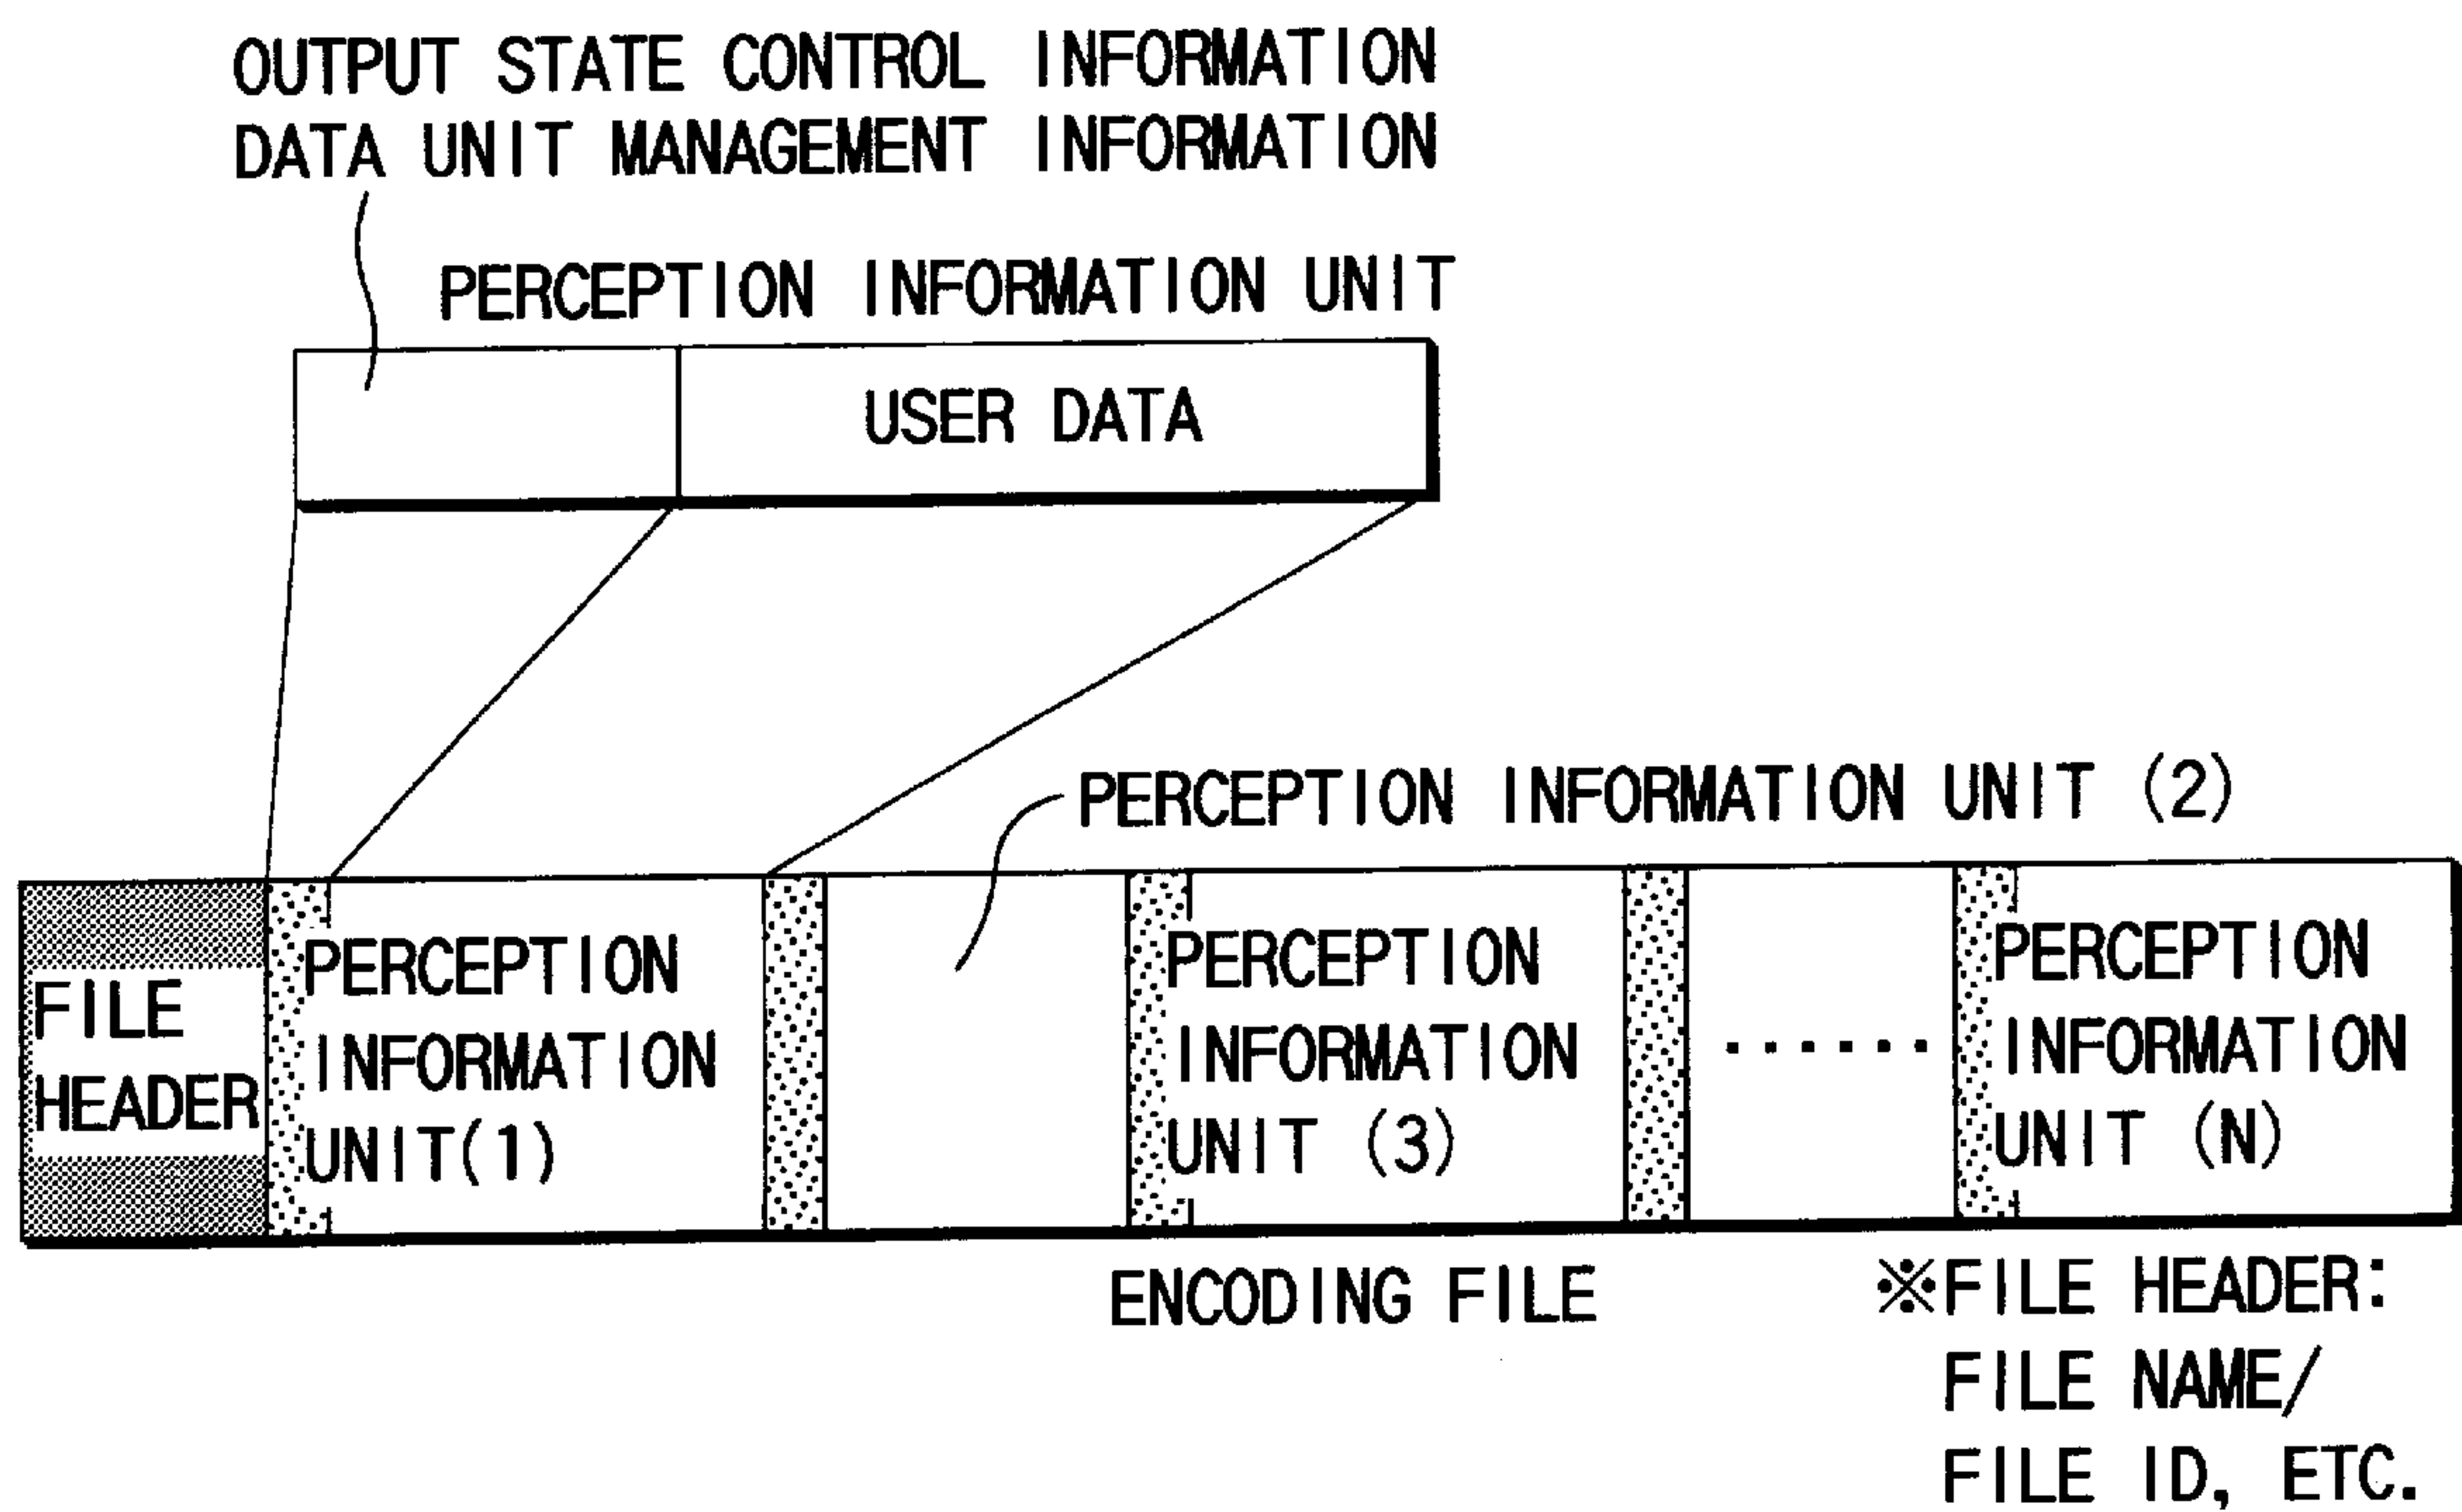 OUTPUT STATE CONTROL INFORMATION
DATA UNIT MANAGEMENT INFORMATION
PERCEPTION INFORMATION UNIT
USER DATA
PERCEPTION INFORMATION UNIT (2)
FILE
HEADER
PERCEPTION
INFORMATION
UNIT(1)
PERCEPTION
INFORMATION
UNIT (3)
......
PERCEPTION
INFORMATION
UNIT (N)
ENCODING FILE
※FILE HEADER:
FILE NAME/
FILE ID, ETC.